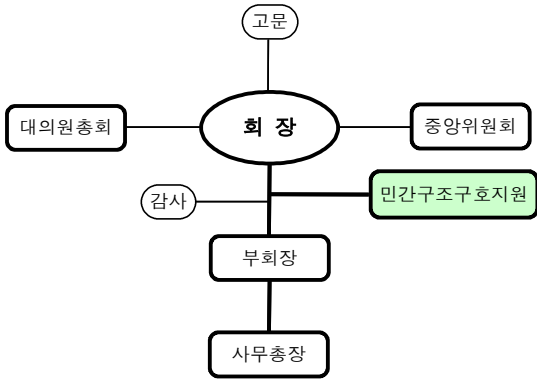 고문
대의원총회
회 장
중앙위원회
민간구조구호지원
감사
부회장
사무총장